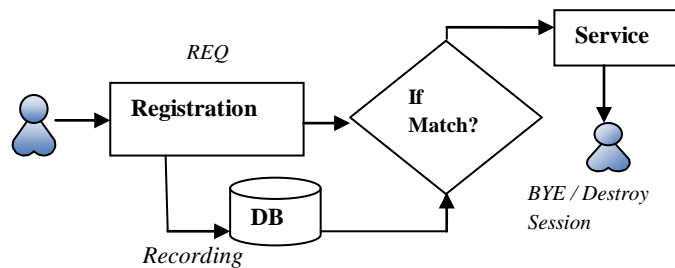 REQ
Service
Registration
If
Match?
BYE / Destroy
Session
DB
Recording